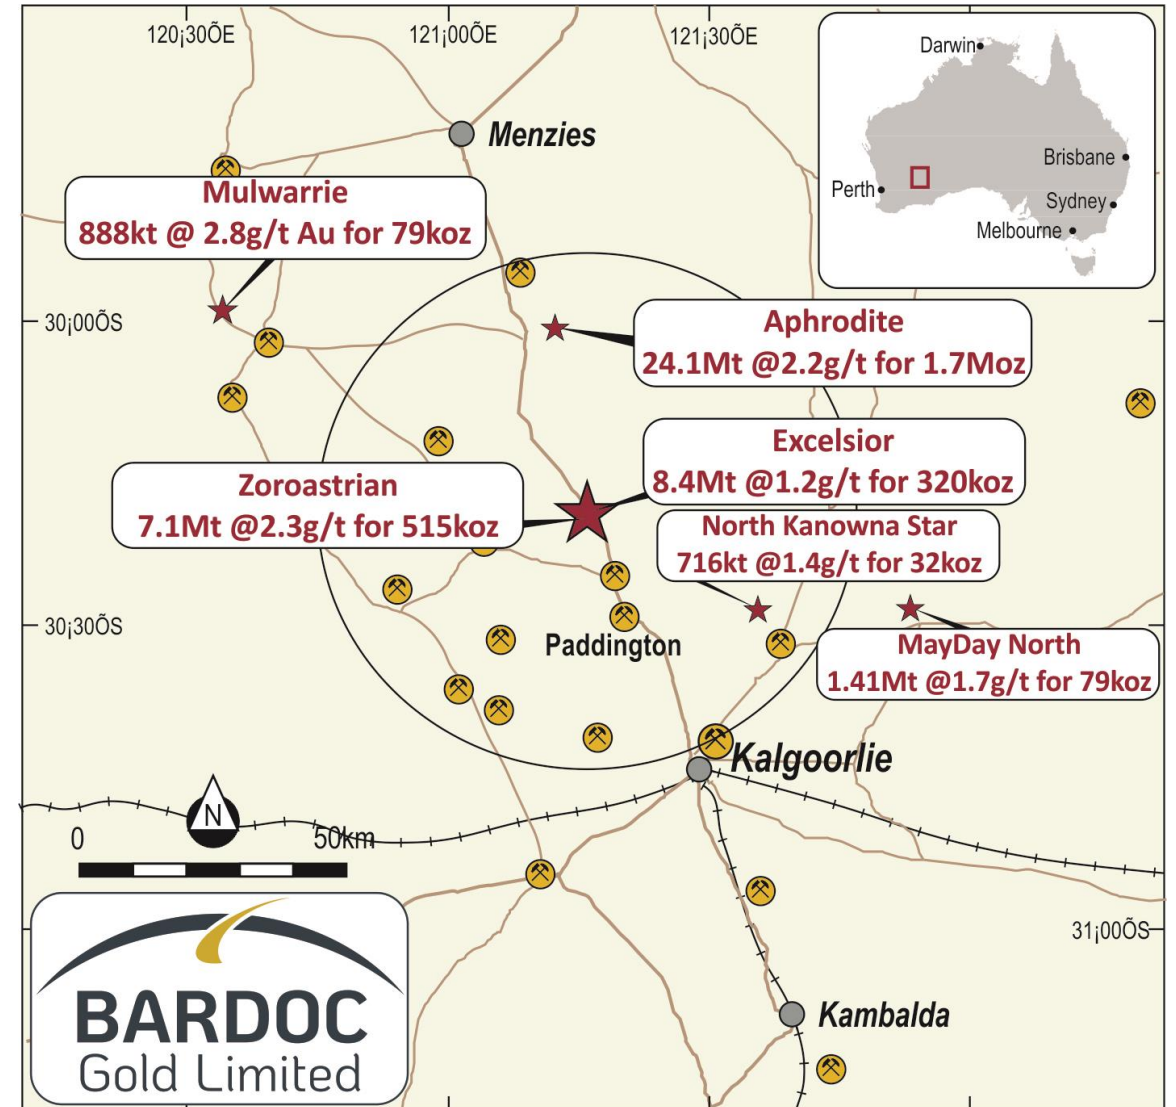 120¡30ÕE
121¡00ÕE
121¡30ÕE
Darwin
Brisbane
Perth
Sydney
Melbourne
Menzies
Mulwarrie
888kt @ 2.8g/t Au for 79koz
30¡00ÕS
Aphrodite
24.1Mt @2.2g/t for 1.7Moz
Excelsior
8.4Mt @1.2g/t for 320koz
Zoroastrian
7.1Mt @2.3g/t for 515koz
North Kanowna Star
716kt @1.4g/t for 32koz
30¡30ÕS
Paddington
MayDay North
1.41Mt @1.7g/t for 79koz
Kalgoorlie
N
0
50km
31¡00ÕS
BARDOC
Gold Limited
Kambalda